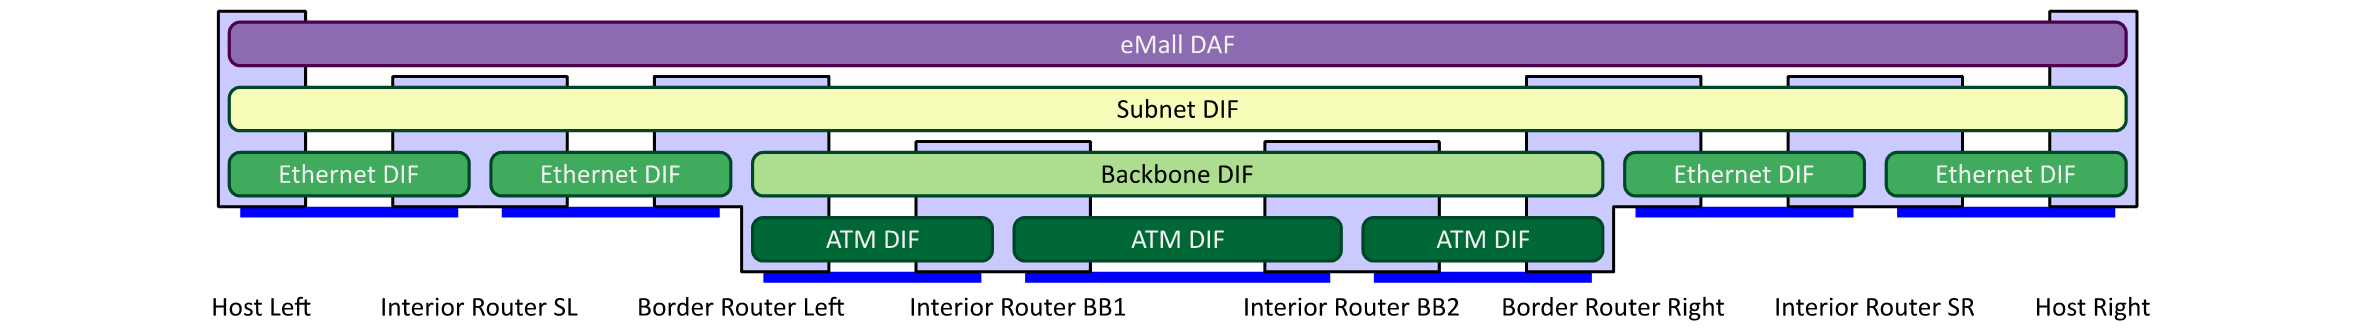 eMall DAF
Subnet DIF
Ethernet DIF Ethernet DIF Backbone DIF Ethernet DIF Ethernet DIF
ATM DIF ATM DIF ATM DIF
Host Left Interior Router SL Border Router Left Interior Router BB1 Interior Router BB2 Border Router Right Interior Router SR Host Right